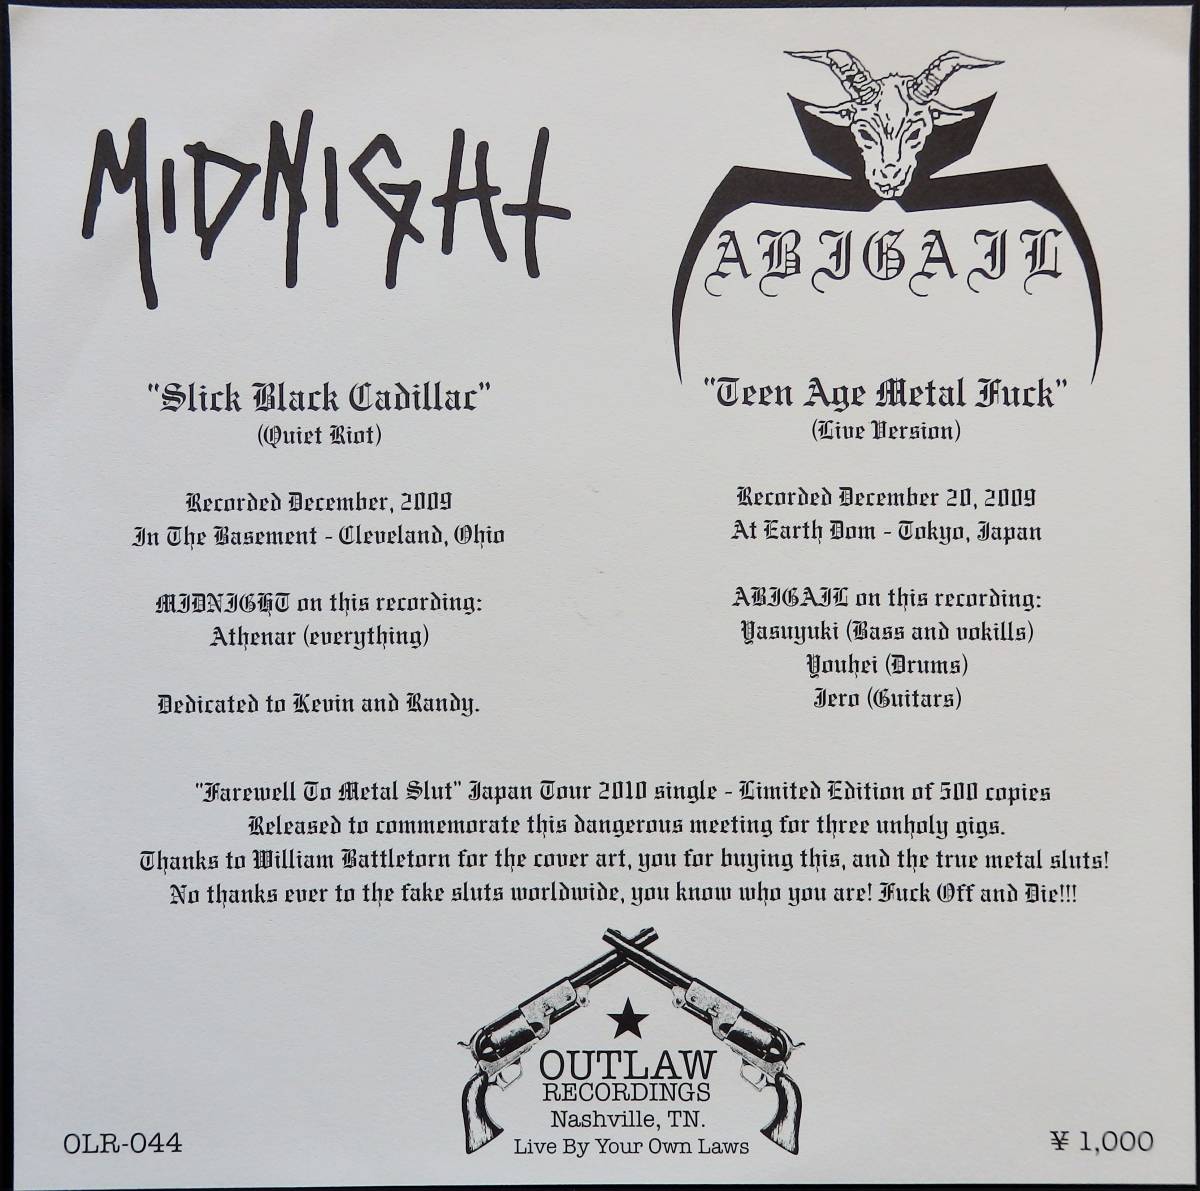 MIDNIGHT
"Slick Black Cadillac"
(Quiet Riot)
Recorded December, 2009
In The Basement - Cleveland, Ohio
MIDNIGHT on this recording:
Athenar (everything)
Dedicated to Kevin and Randy.
ABIGAIL
"Teen Age Metal Fuck"
(Live Version)
Recorded December 20, 2009
At Earth Dom - Tokyo, Japan
ABIGAIL on this recording:
Yasuyuki (Bass and vokills)
Youhei (Drums)
Jero (Guitars)
"Farewell To Metal Slut" Japan Tour 2010 single - Limited Edition of 500 copies
Released to commemorate this dangerous meeting for three unholy gigs.
Thanks to William Battletorn for the cover art, you for buying this, and the true metal sluts!
No thanks ever to the fake sluts worldwide, you know who you are! Fuck Off and Die!!!
OUTLAW
RECORDINGS
Nashville, TN.
Live By Your Own Laws
OLR-044
¥ 1,000